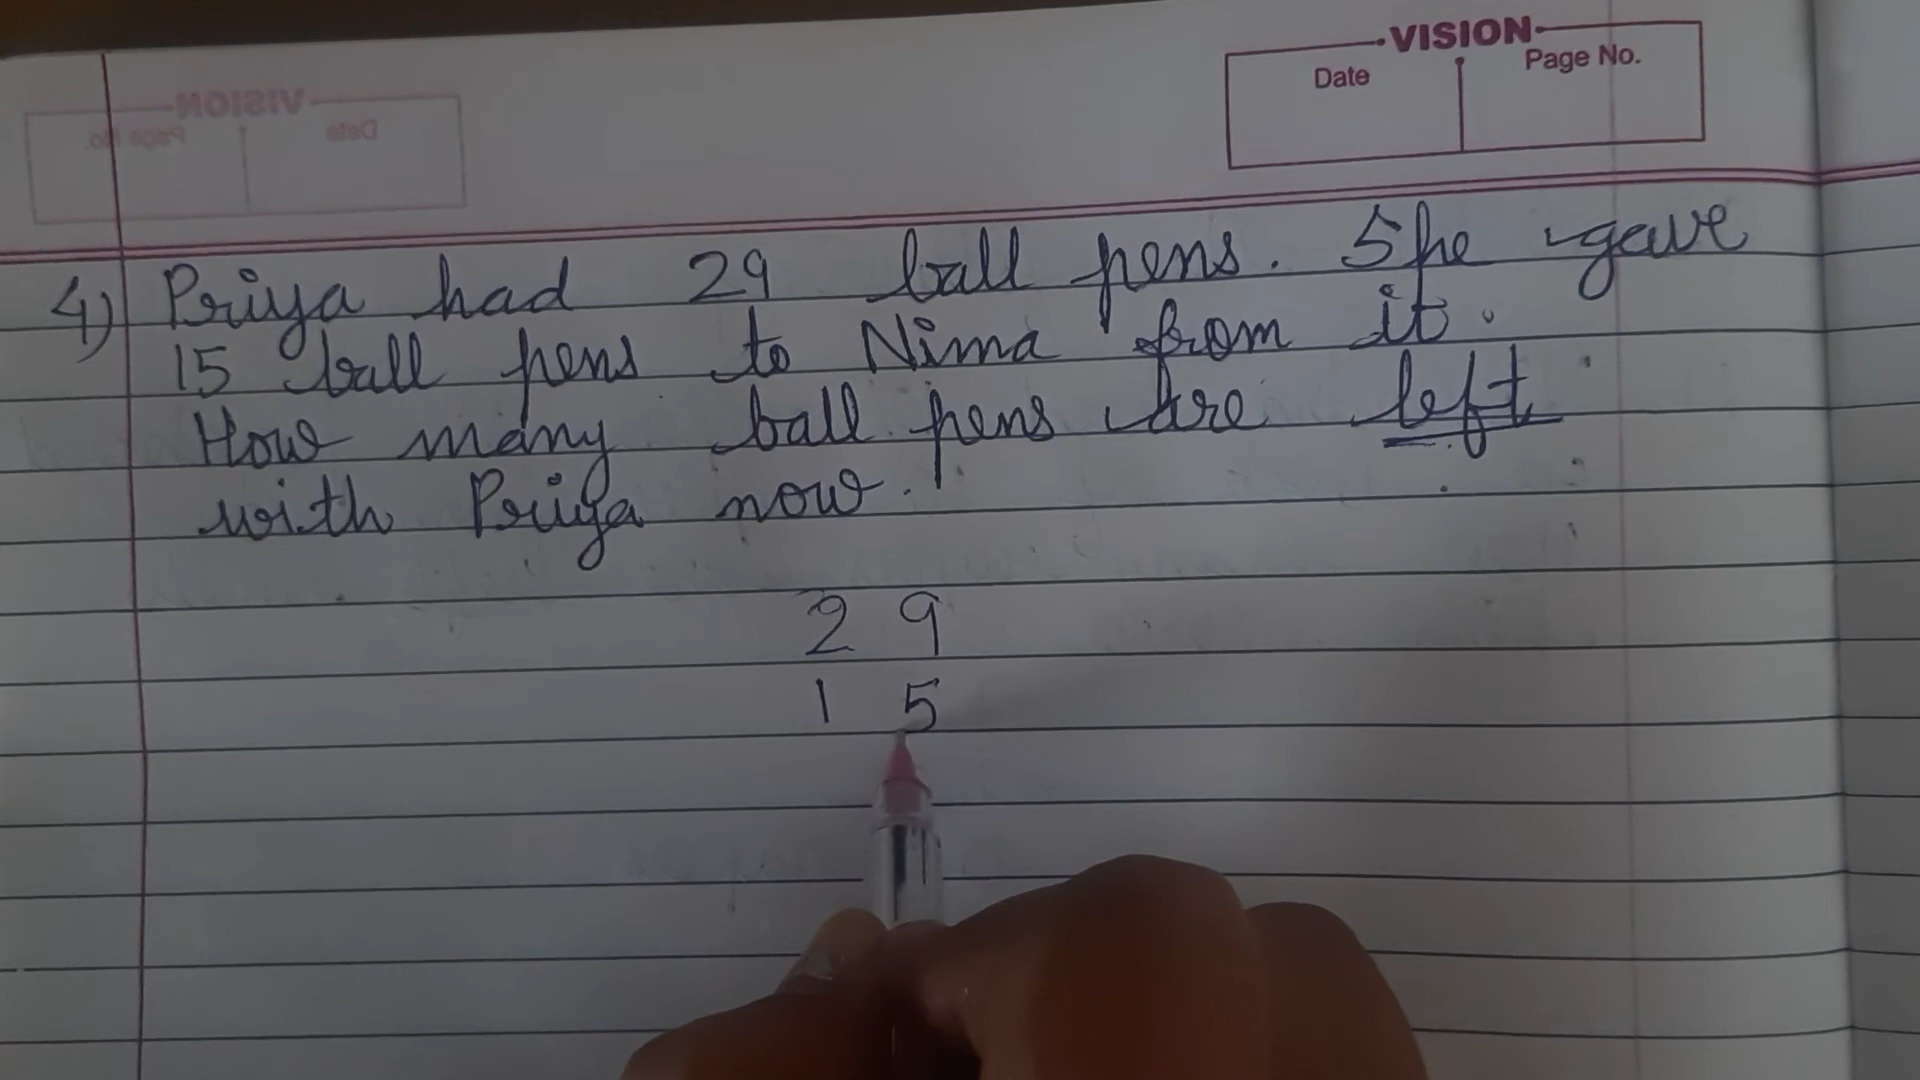 VISION
Date
Page No.
4) Priya had 29 ball pens. She gave
15 ball pens to Nima from it.
How many ball pens are left
with Priya now.
2 9
1 5